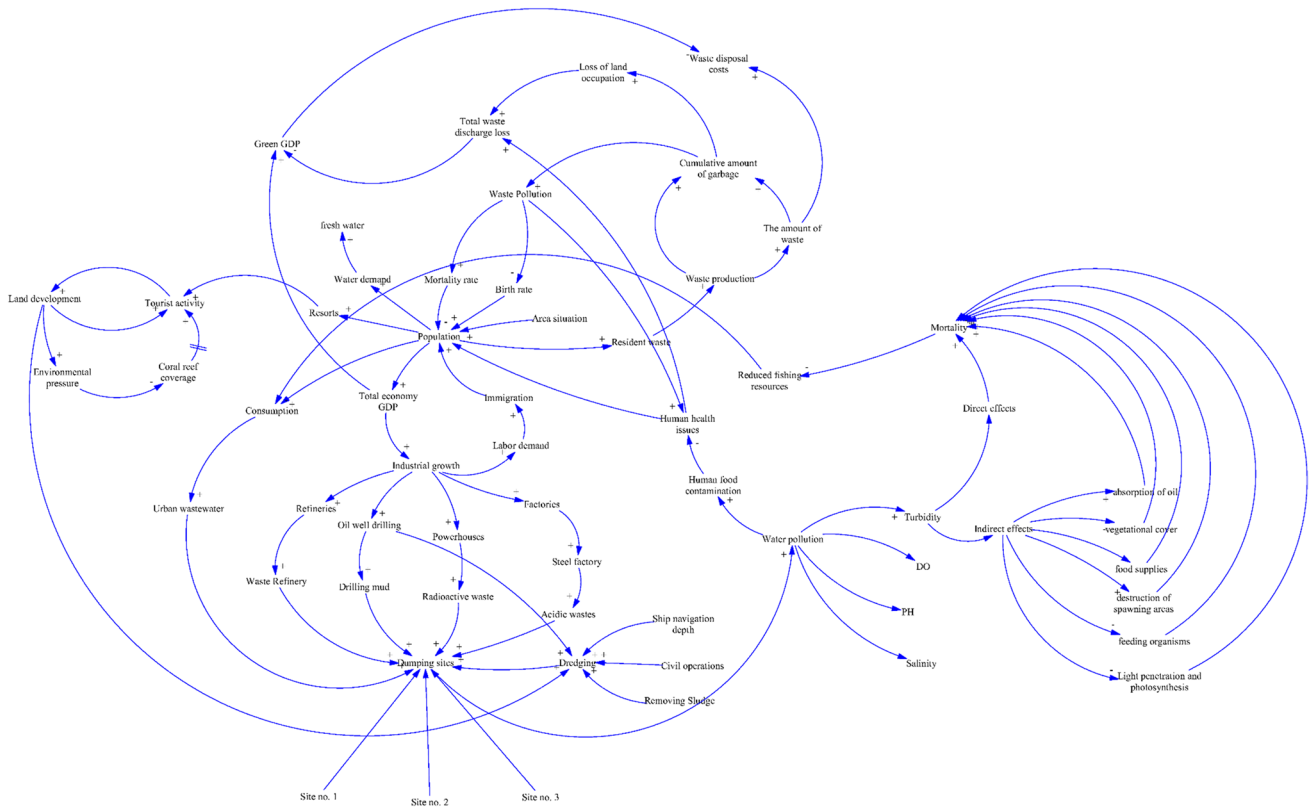 Waste disposal
costs
Loss of land
occupation
Total waste
discharge loss
Green GDP
Cumulative amount
of garbage
Waste Pollution
fresh water
The amount of
waste
Water demand
Mortality rate
Birth rate
Waste production
Land development
Tourist activity
Resorts
Area situation
Population
Resident waste
Mortality
Environmental
pressure
Coral reef
coverage
Reduced fishing
resources
Total economy
GDP
Immigration
Consumption
Human health
issues
Direct effects
Labor demand
Industrial growth
Human food
contamination
absorption of oil
Urban wastewater
Refineries
Factories
Oil well drilling
Turbidity
Indirect effects
vegetational cover
Powerhouses
Water pollution
Steel factory
DO
food supplies
Waste Refinery
Drilling mud
Radioactive waste
destruction of
spawning areas
Acidic wastes
PH
Ship navigation
depth
feeding organisms
Dumping sites
Dredging
Civil operations
Salinity
Light penetration and
photosynthesis
Removing Sludge
Site no. 1
Site no. 2
Site no. 3